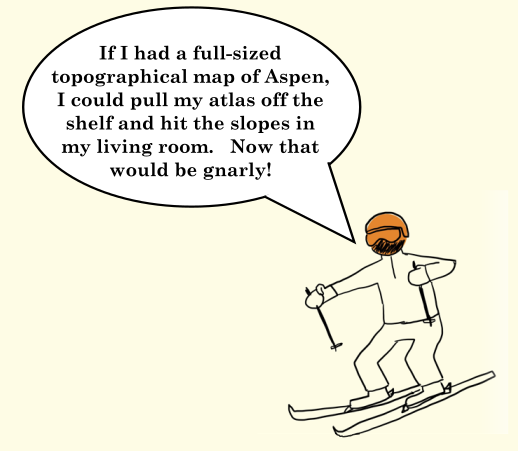 If I had a full-sized
topographical map of Aspen,
I could pull my atlas off the
shelf and hit the slopes in
my living room.   Now that
would be gnarly!